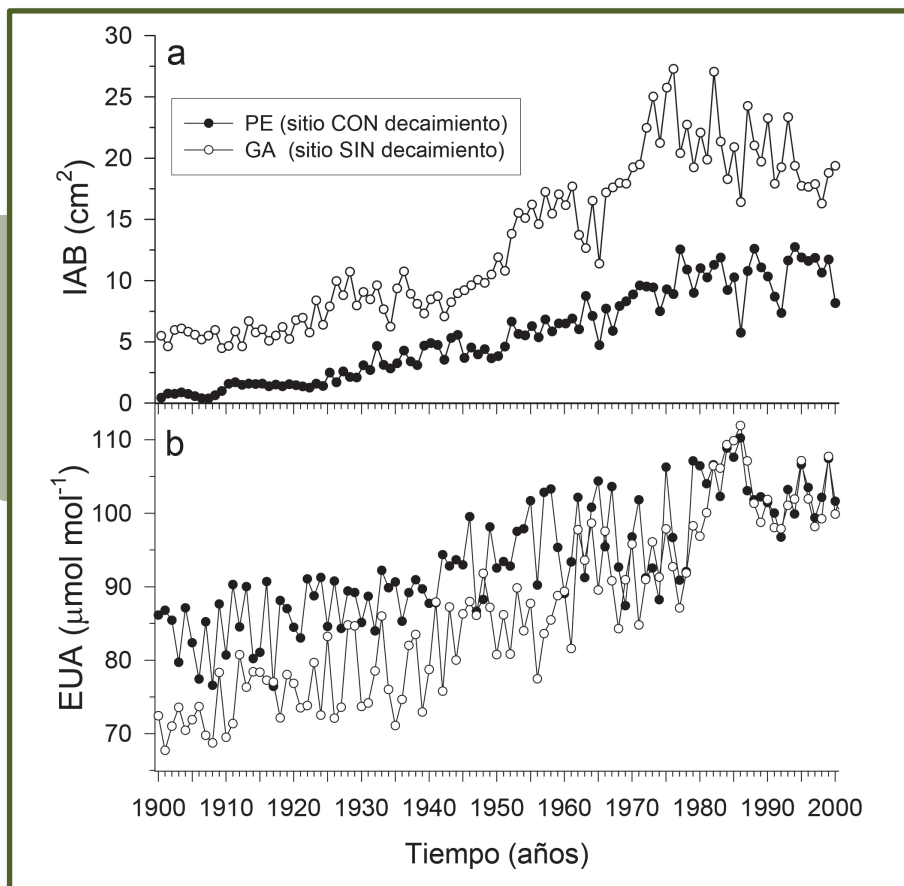 a
30
25
20
15
10
5
0
IAB (cm²)
PE (sitio CON decaimiento)
GA (sitio SIN decaimiento)
b
110
100
90
80
70
EUA (μmol mol⁻¹)
1900 1910 1923 1930 1940 1950 1960 1970 1980 1990 2000
Tiempo (años)